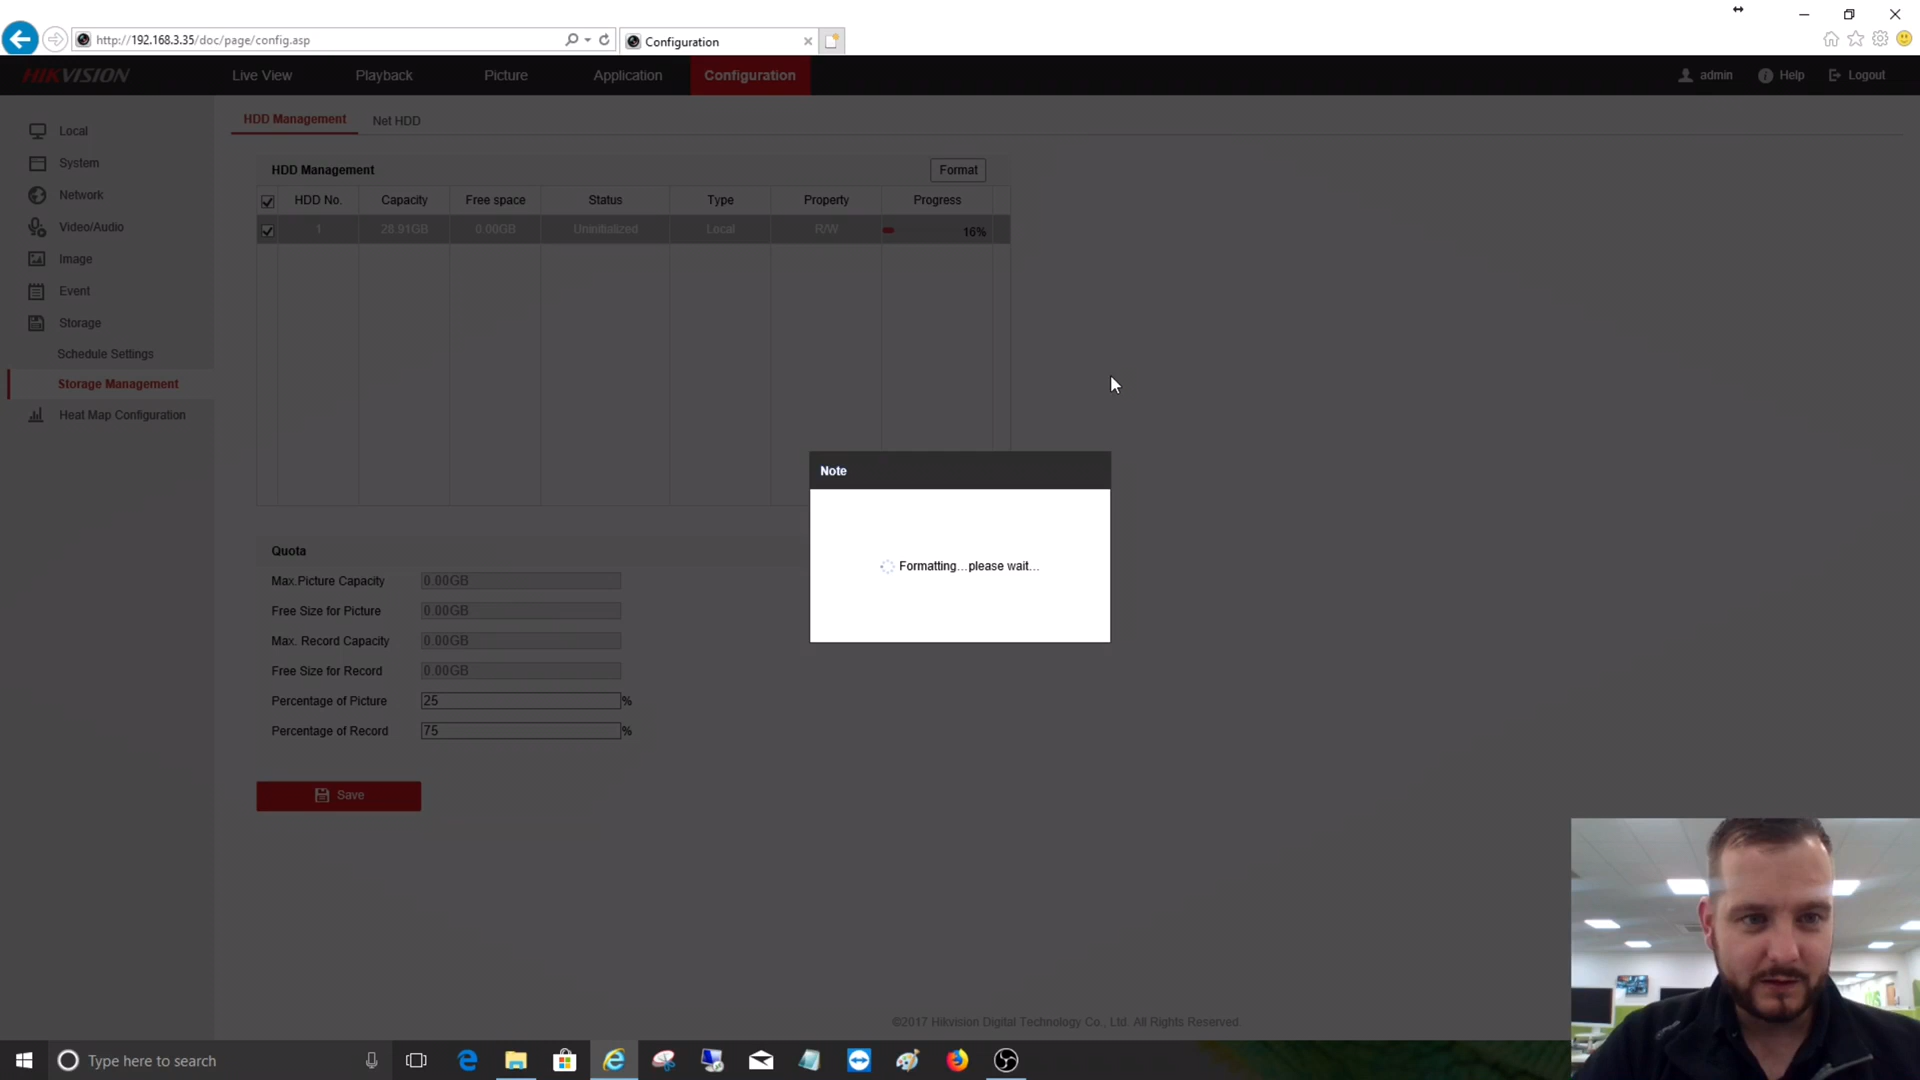 http://192.168.3.35/doc/page/config.asp
Configuration
HIKVISION
Live View
Playback
Picture
Application
Configuration
admin
Help
Logout
Local
System
Network
Video/Audio
Image
Event
Storage
Schedule Settings
Storage Management
Heat Map Configuration
HDD Management
Net HDD
HDD Management
Format
HDD No. Capacity Free space Status Type Property Progress
1 28.91GB 0.00GB Uninitialized Local R/W 16%
Note
Formatting...please wait...
Quota
Max.Picture Capacity 0.00GB
Free Size for Picture 0.00GB
Max. Record Capacity 0.00GB
Free Size for Record 0.00GB
Percentage of Picture 25 %
Percentage of Record 75 %
Save
©2017 Hikvision Digital Technology Co., Ltd. All Rights Reserved
Type here to search